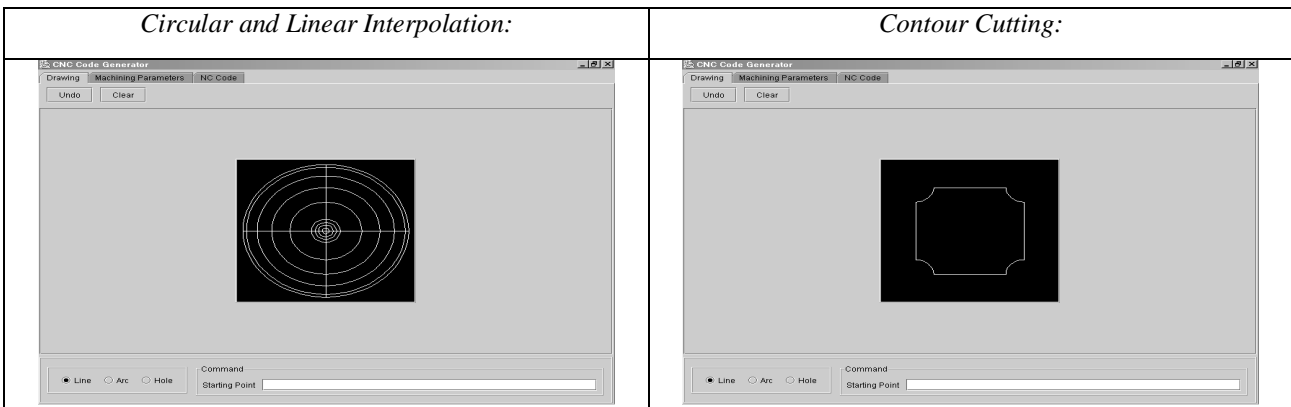 Circular and Linear Interpolation:
Contour Cutting:
CNC Code Generator
Drawing Machining Parameters NC Code
Undo Clear
Line Arc Hole
Command
Starting Point
CNC Code Generator
Drawing Machining Parameters NC Code
Undo Clear
Line Arc Hole
Command
Starting Point